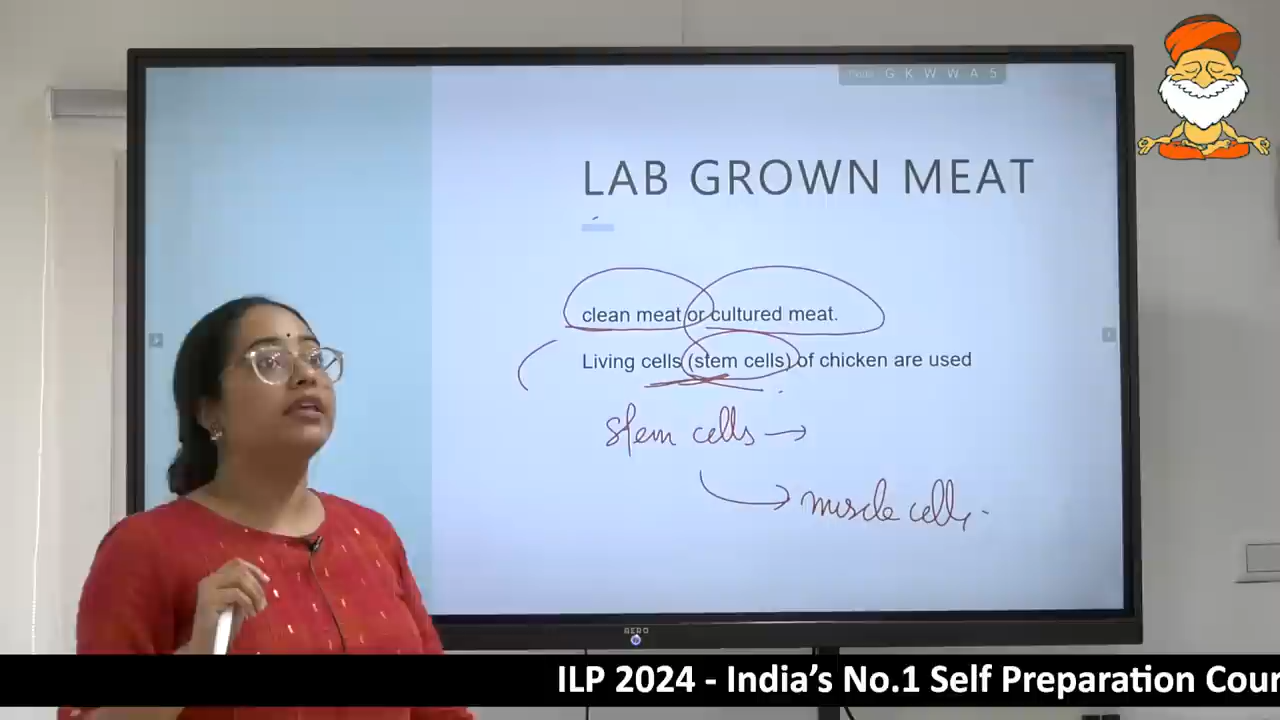 G K W W A 5
LAB GROWN MEAT
clean meat or cultured meat.
Living cells (stem cells) of chicken are used
stem cells →
→ muscle cells.
ILP 2024 - India’s No.1 Self Preparation Cour